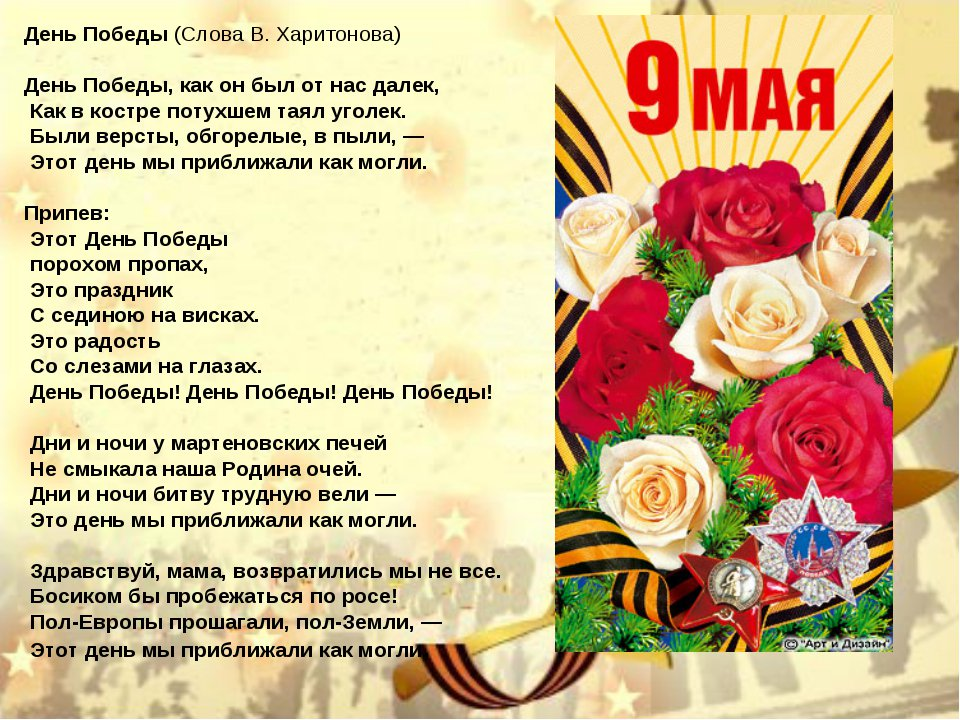 День Победы (Слова В. Харитонова)
День Победы, как он был от нас далек,
Как в костре потухшем таял уголек.
Были версты, обгорелые, в пыли, —
Этот день мы приближали как могли.
Припев:
Этот День Победы
порохом пропах,
Это праздник
С сединою на висках.
Это радость
Со слезами на глазах.
День Победы! День Победы! День Победы!
Дни и ночи у мартеновских печей
Не смыкала наша Родина очей.
Дни и ночи битву трудную вели —
Это день мы приближали как могли.
Здравствуй, мама, возвратились мы не все.
Босиком бы пробежаться по росе!
Пол-Европы прошагали, пол-Земли, —
Этот день мы приближали как могли.
9 МАЯ
СССР
ПОБЕДА
© "Арт и Дизайн"